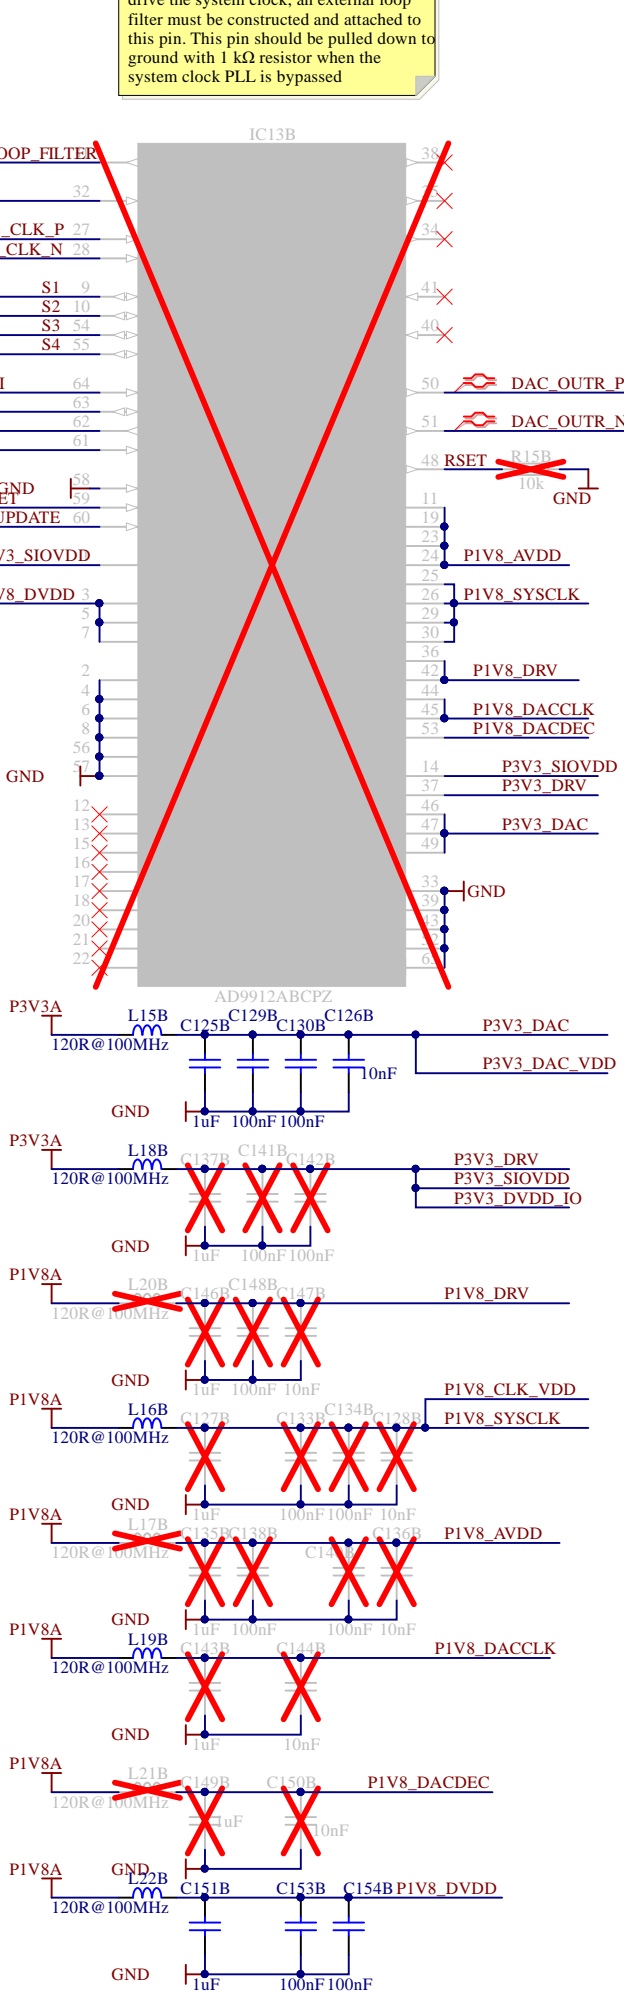 drive the system clock, an external loop
filter must be constructed and attached to
this pin. This pin should be pulled down to
ground with 1 kΩ resistor when the
system clock PLL is bypassed
IC13B
OOP_FILTER
38
32
35
_CLK_P 27
34
_CLK_N 28
S1 9
41
S2 10
S3 54
40
S4 55
I 64
50 DAC_OUTR_P
63
62
51 DAC_OUTR_N
61
48 RSET R15B
10k
GND
GND 58
ET 59
UPDATE 60
11
19
23
V3_SIOVDD
24 P1V8_AVDD
25
V8_DVDD 3
26 P1V8_SYSCLK
5
29
7
30
36
2
42 P1V8_DRV
4
44
6
45 P1V8_DACCLK
8
53 P1V8_DACDEC
56
GND 57
14 P3V3_SIOVDD
37 P3V3_DRV
12
46
13
47 P3V3_DAC
15
49
16
17
33 GND
18
39
20
43
21
22
AD9912ABCPZ
P3V3A
L15B
120R@100MHz
C125B
C129B
C130B
C126B
P3V3_DAC
P3V3_DAC_VDD
10nF
GND
1uF 100nF 100nF
P3V3A
L18B
120R@100MHz
C137B
C141B
C142B
P3V3_DRV
P3V3_SIOVDD
P3V3_DVDD_IO
GND
1uF 100nF 100nF
P1V8A
L20B
120R@100MHz
C146B
C148B
C147B
P1V8_DRV
GND
1uF 100nF 10nF
P1V8A
L16B
120R@100MHz
C127B
C133B
C134B
C128B
P1V8_CLK_VDD
P1V8_SYSCLK
GND
1uF 100nF 100nF 10nF
P1V8A
L17B
120R@100MHz
C135B
C138B
C136B
P1V8_AVDD
GND
1uF 100nF 100nF 10nF
P1V8A
L19B
120R@100MHz
C143B
C144B
P1V8_DACCLK
GND
1uF 10nF
P1V8A
L21B
120R@100MHz
C149B
C150B
P1V8_DACDEC
1uF 10nF
GND
P1V8A
L22B
120R@100MHz
C151B
C153B
C154B
P1V8_DVDD
GND
1uF 100nF 100nF